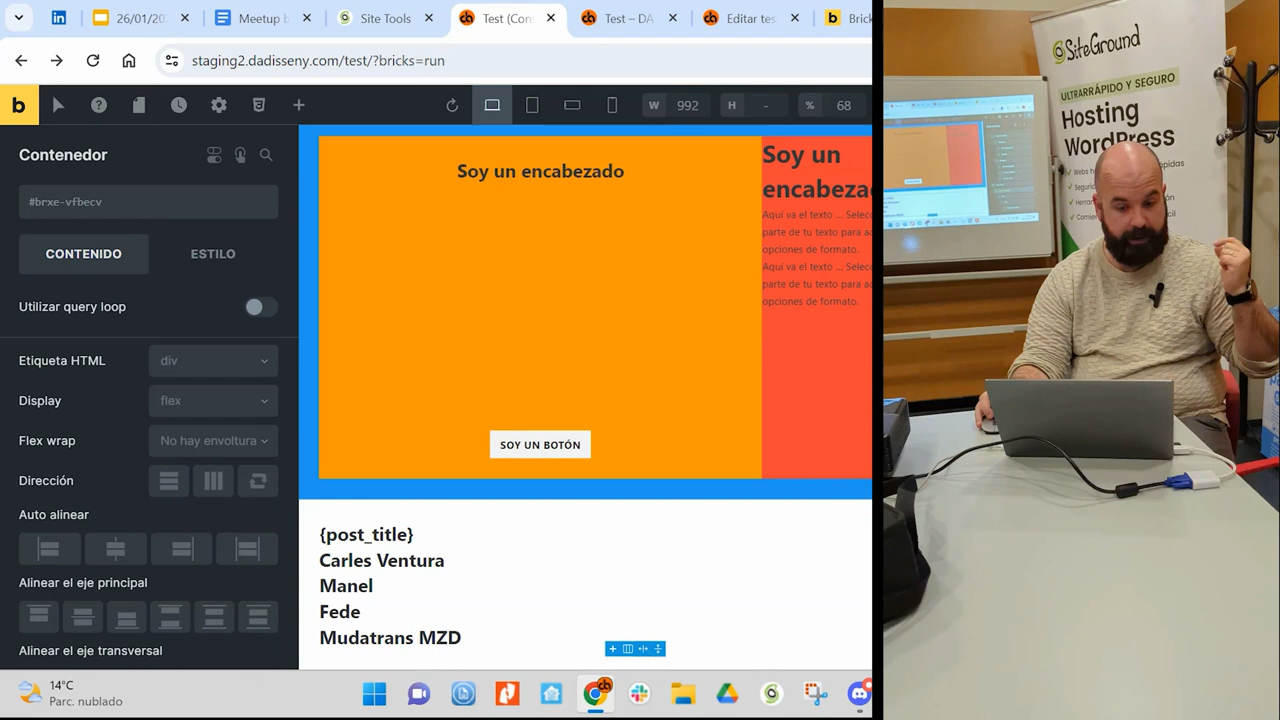 26/01/20
Meetup b
Site Tools
Test (Con
Test – DA
Editar tes
Brick
staging2.dadisseny.com/test/?bricks=run
b
W 992
H -
% 68
Contenedor
#brxe-vfbecv
CONTENIDO
ESTILO
Utilizar query loop
Etiqueta HTML
div
Display
flex
Flex wrap
No hay envoltura
Dirección
Auto alinear
Alinear el eje principal
Alinear el eje transversal
Soy un encabezado
SOY UN BOTÓN
Soy un
encabeza
Aquí va el texto ... Selecc
parte de tu texto para ac
opciones de formato.
Aquí va el texto ... Selecc
parte de tu texto para ac
opciones de formato.
{post_title}
Carles Ventura
Manel
Fede
Mudatrans MZD
14°C
Parc. nublado
SiteGround
ULTRARRÁPIDO Y SEGURO
Hosting
WordPress